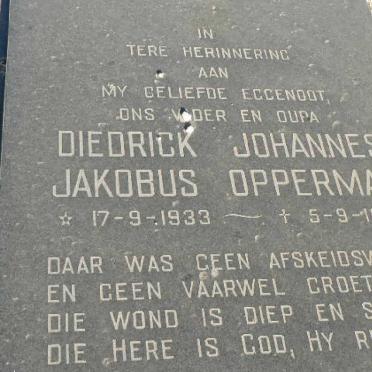 IN
TERE HERINNERING
AAN
MY GELIEFDE EGGENOOT,
ONS VADER EN OUPA
DIEDRICK JOHANNES
JAKOBUS OPPERMA
☆ 17-9-1933 — † 5-9-1
DAAR WAS GEEN AFSKEIDSW
EN GEEN VAARWEL GROET
DIE WOND IS DIEP EN S
DIE HERE IS GOD, HY R